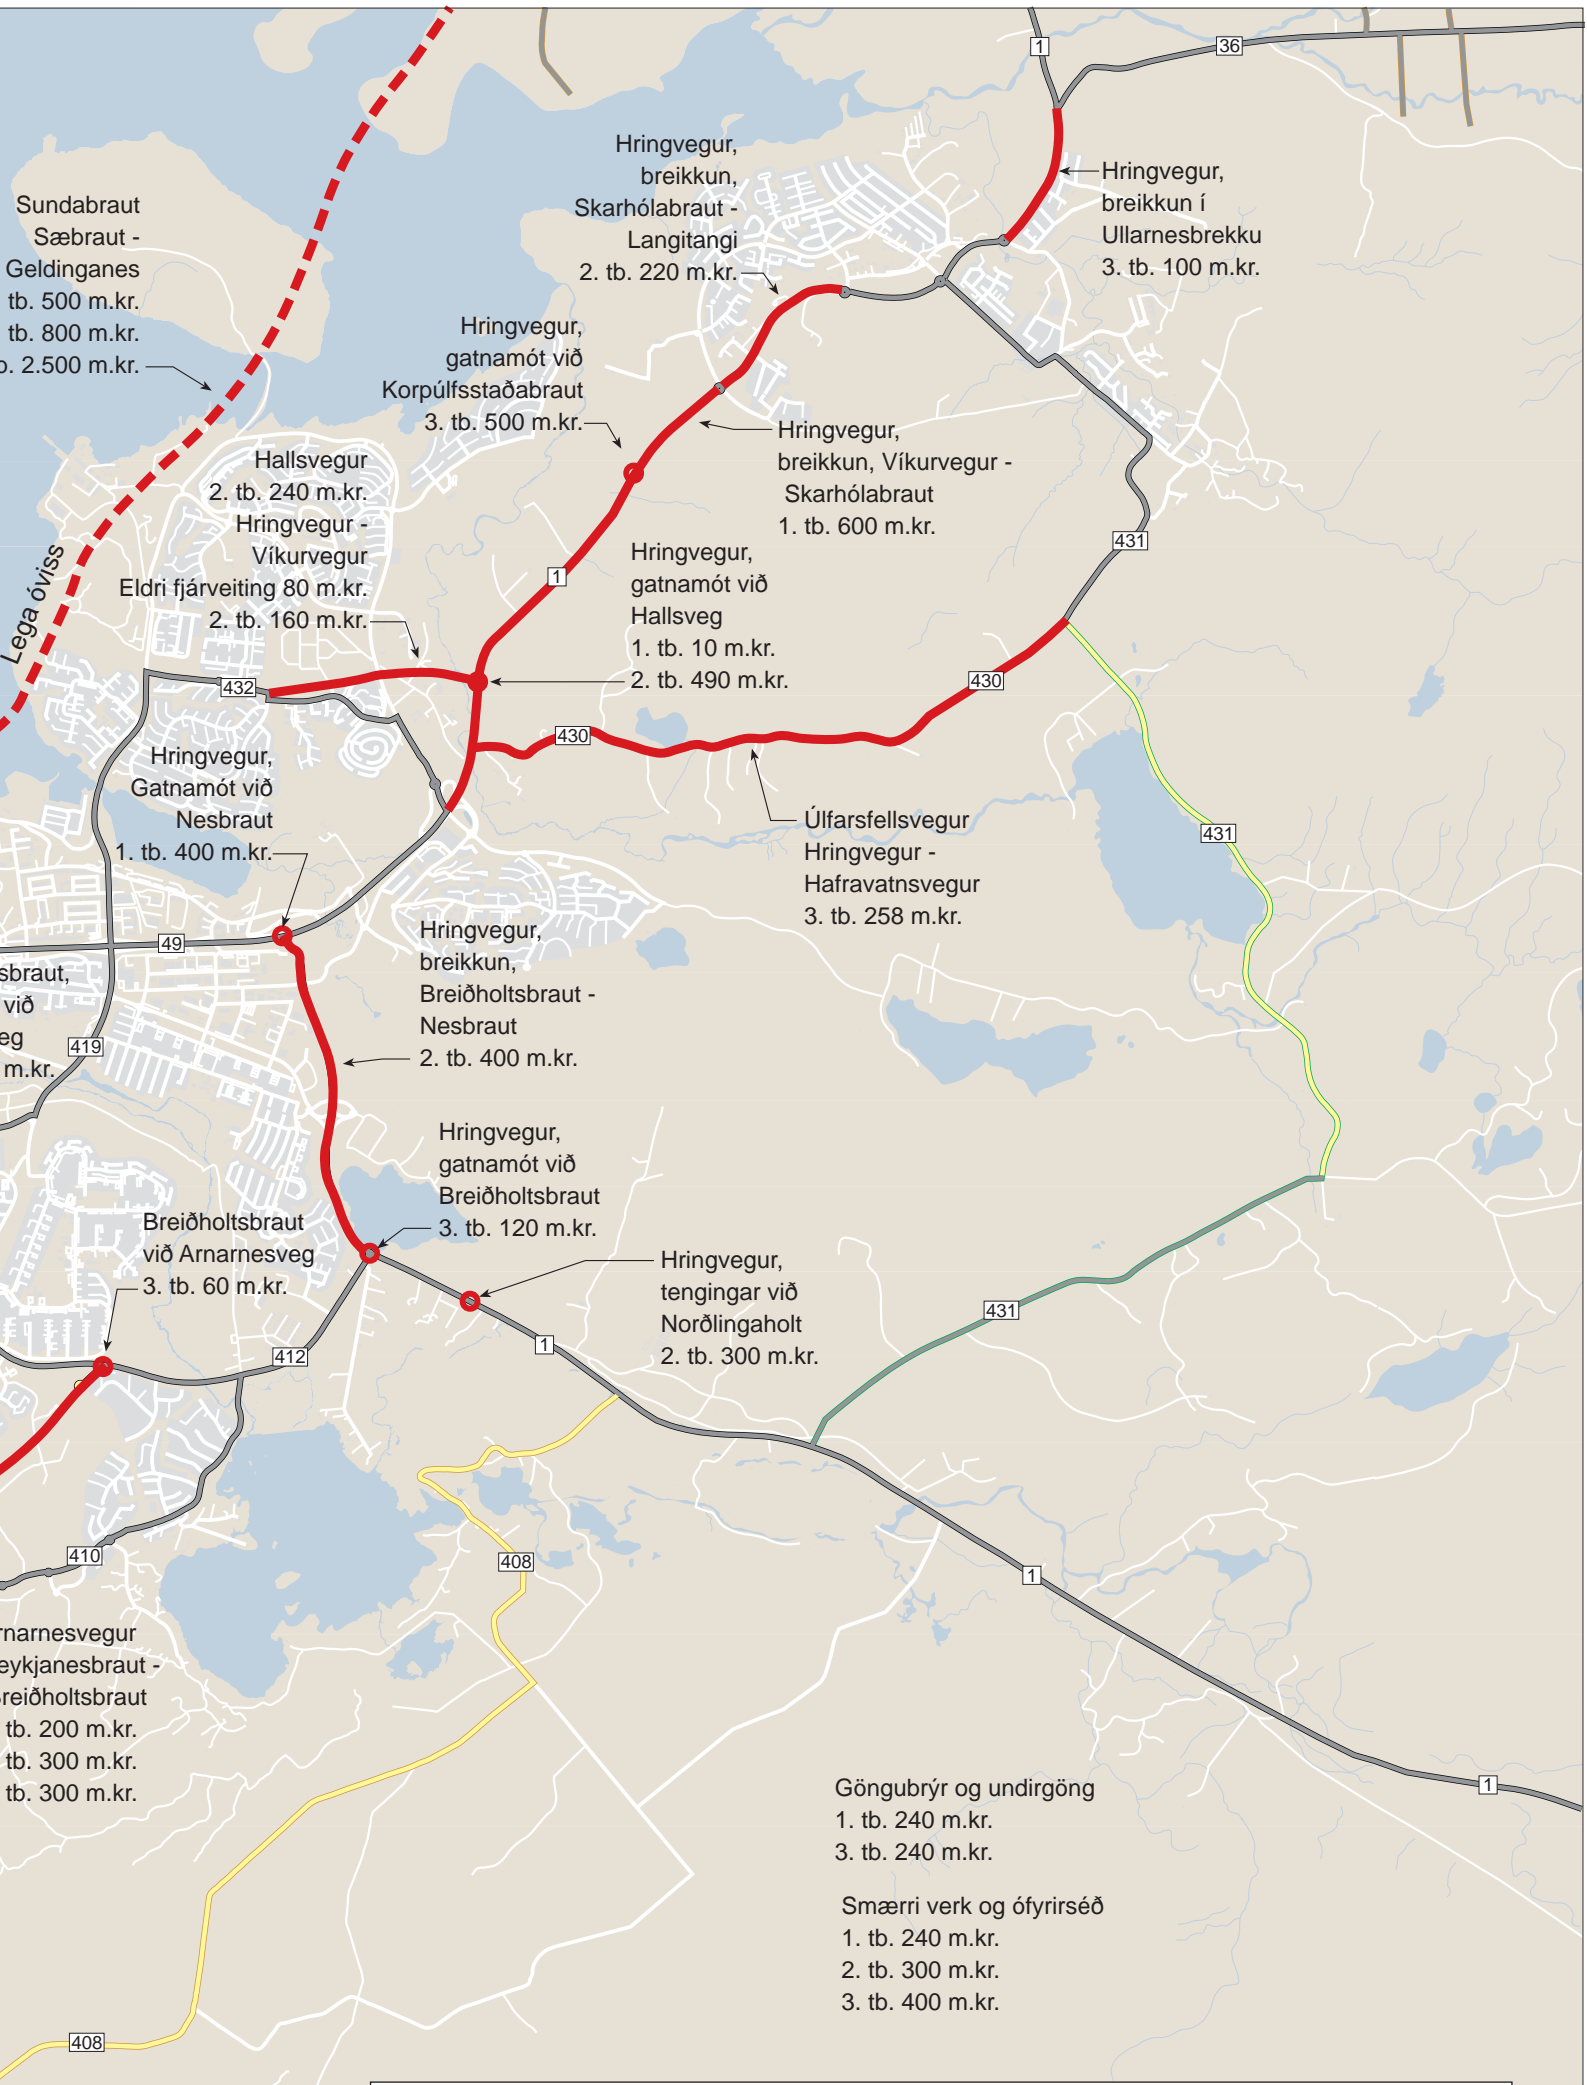 1
36
Hringvegur,
breikkun,
Skarhólabraut -
Langitangi
2. tb. 220 m.kr.
Hringvegur,
breikkun í
Ullarnesbrekku
3. tb. 100 m.kr.
Sundabraut
Sæbraut -
Geldinganes
tb. 500 m.kr.
tb. 800 m.kr.
2.500 m.kr.
Hringvegur,
gatnamót við
Korpúlfsstaðabraut
3. tb. 500 m.kr.
Hringvegur,
breikkun, Víkurvegur -
Skarhólabraut
1. tb. 600 m.kr.
Hallsvegur
2. tb. 240 m.kr.
Hringvegur -
Víkurvegur
Eldri fjárveiting 80 m.kr.
2. tb. 160 m.kr.
Lega óviss
1
431
Hringvegur,
gatnamót við
Hallsveg
1. tb. 10 m.kr.
2. tb. 490 m.kr.
432
430
430
Hringvegur,
Gatnamót við
Nesbraut
1. tb. 400 m.kr.
Úlfarsfellsvegur
Hringvegur -
Hafravatnsvegur
3. tb. 258 m.kr.
431
49
Hringvegur,
breikkun,
Breiðholtsbraut -
Nesbraut
2. tb. 400 m.kr.
sbraut,
við
eg
m.kr.
419
Hringvegur,
gatnamót við
Breiðholtsbraut
3. tb. 120 m.kr.
Breiðholtsbraut
við Arnarnesveg
3. tb. 60 m.kr.
Hringvegur,
tengingar við
Norðlingaholt
2. tb. 300 m.kr.
431
1
412
410
408
1
rnarnesvegur
eykjanesbraut -
reiðholtsbraut
tb. 200 m.kr.
tb. 300 m.kr.
tb. 300 m.kr.
1
Göngubrýr og undirgöng
1. tb. 240 m.kr.
3. tb. 240 m.kr.
Smærri verk og ófyrirséð
1. tb. 240 m.kr.
2. tb. 300 m.kr.
3. tb. 400 m.kr.
408